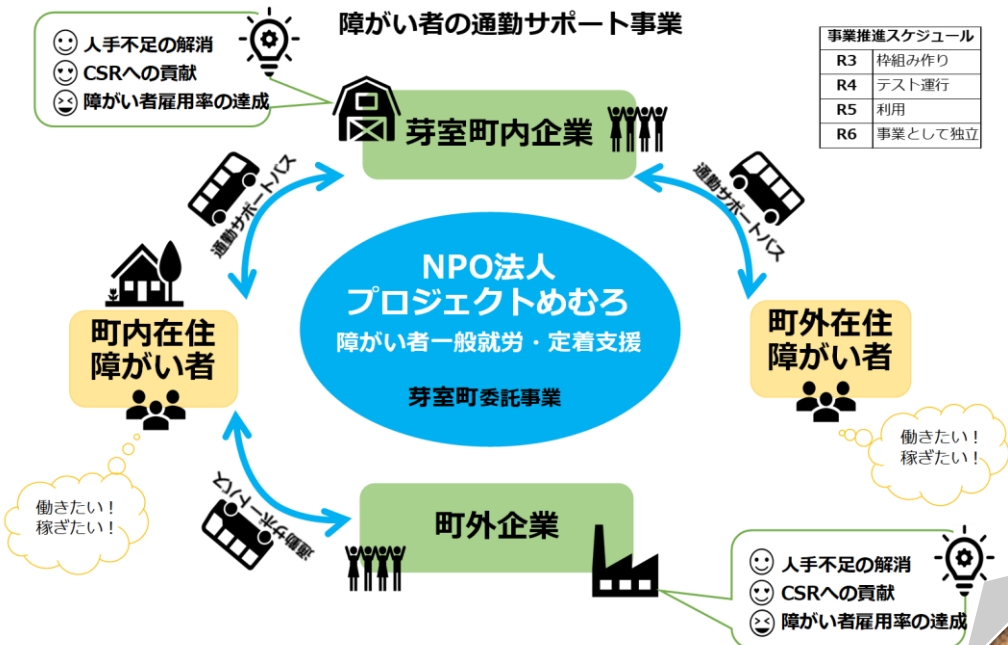 障がい者の通勤サポート事業
人手不足の解消
CSRへの貢献
障がい者雇用率の達成
事業推進スケジュール
R3 枠組み作り
R4 テスト運行
R5 利用
R6 事業として独立
芽室町内企業
通勤サポートバス
通勤サポートバス
NPO法人
プロジェクトめむろ
障がい者一般就労・定着支援
芽室町委託事業
町内在住
障がい者
町外在住
障がい者
働きたい！
稼ぎたい！
働きたい！
稼ぎたい！
通勤サポートバス
町外企業
人手不足の解消
CSRへの貢献
障がい者雇用率の達成